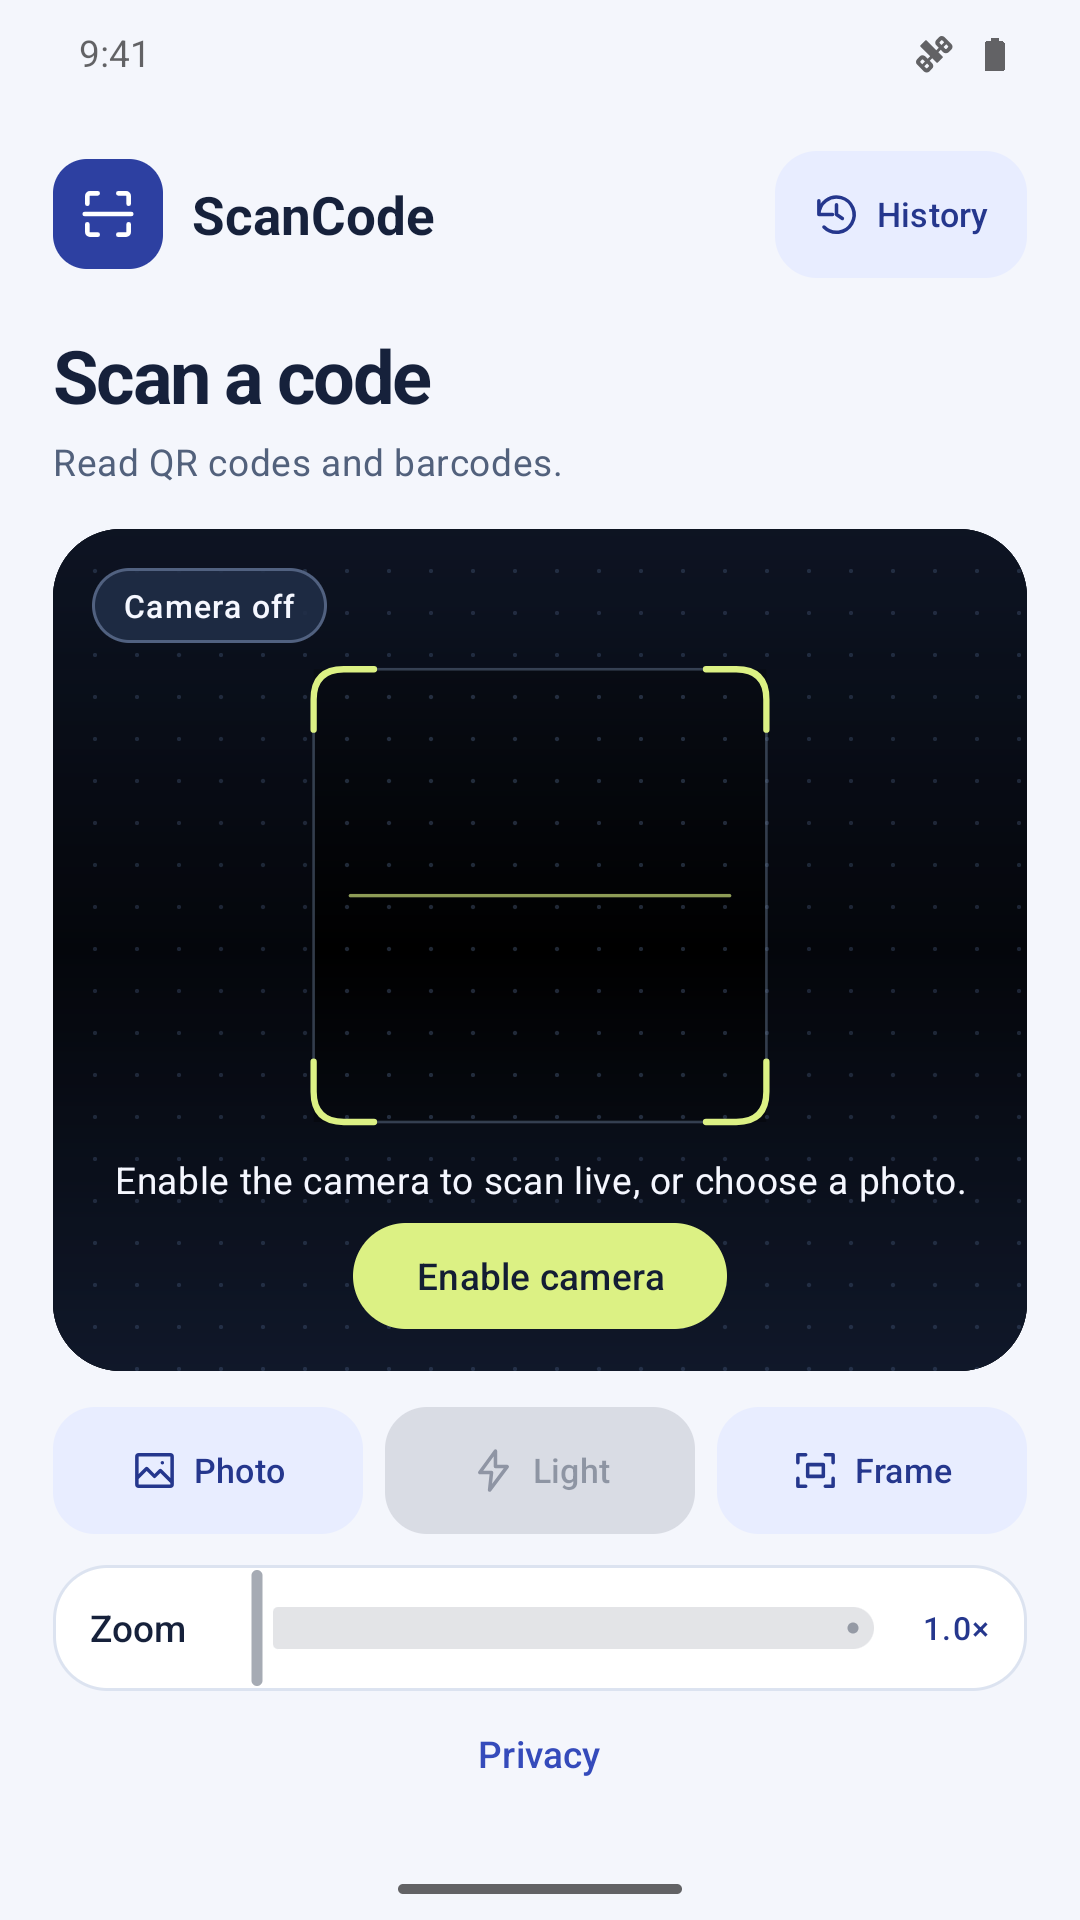 9:41
ScanCode
History
Scan a code
Read QR codes and barcodes.
Camera off
Enable the camera to scan live, or choose a photo.
Enable camera
Photo
Light
Frame
Zoom
1.0×
Privacy